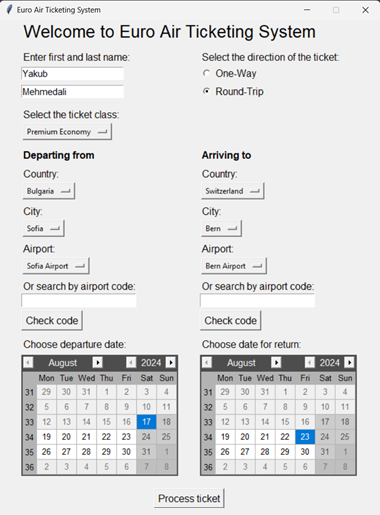 Euro Air Ticketing System
Welcome to Euro Air Ticketing System
Enter first and last name:
Yakub
Mehmedali
Select the direction of the ticket:
One-Way
Round-Trip
Select the ticket class:
Premium Economy
Departing from
Country:
Bulgaria
City:
Sofia
Airport:
Sofia Airport
Or search by airport code:
Check code
Arriving to
Country:
Switzerland
City:
Bern
Airport:
Bern Airport
Or search by airport code:
Check code
Choose departure date:
August 2024
Mon Tue Wed Thu Fri Sat Sun
31 29 30 31 1 2 3 4
32 5 6 7 8 9 10 11
33 12 13 14 15 16 17 18
34 19 20 21 22 23 24 25
35 26 27 28 29 30 31 1
36 2 3 4 5 6 7 8
Choose date for return:
August 2024
Mon Tue Wed Thu Fri Sat Sun
31 29 30 31 1 2 3 4
32 5 6 7 8 9 10 11
33 12 13 14 15 16 17 18
34 19 20 21 22 23 24 25
35 26 27 28 29 30 31 1
36 2 3 4 5 6 7 8
Process ticket